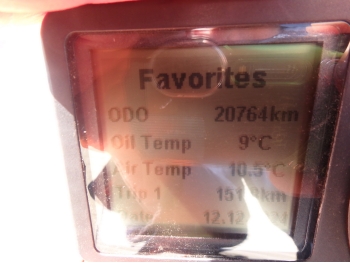 Favorites
ODO 20764km
Oil Temp 9°C
Air Temp 10.5°C
Trip 1